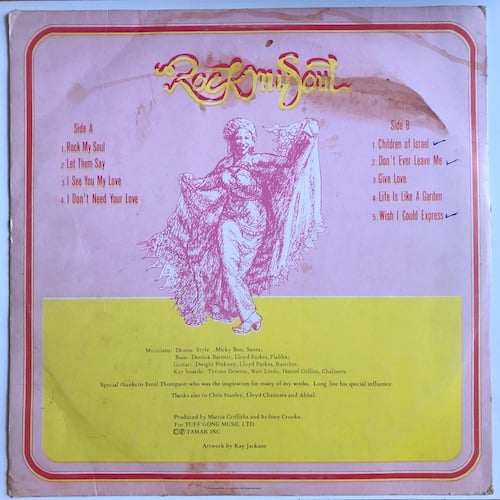 Rock my Soul
Side A
1. Rock My Soul
2. Let Them Say
3. I See You My Love
4. I Don't Need Your Love
Side B
1. Children of Israel
2. Don't Ever Leave Me
3. Give Love
4. Life Is Like A Garden
5. Wish I Could Express
Musicians: Drums: Style , Micky Boo, Santa,
Bass: Derrick Barnett, Lloyd Parkes, Flabba;
Guitar: Dwight Pinkney, Lloyd Parkes, Ranchie;
Key boards: Tyrone Downie, Wire Lindo, Harold Collins, Chalmers;
Special thanks to Errol Thompson who was the inspiration for many of my works. Long live his special influence.
Thanks also to Chris Stanley, Lloyd Chalmers and Abbel.
Produced by Marcia Griffiths and Sydney Crooks.
For TUFF GONG MUSIC LTD.
©℗ TAMAR INC
Artwork by Ray Jackson